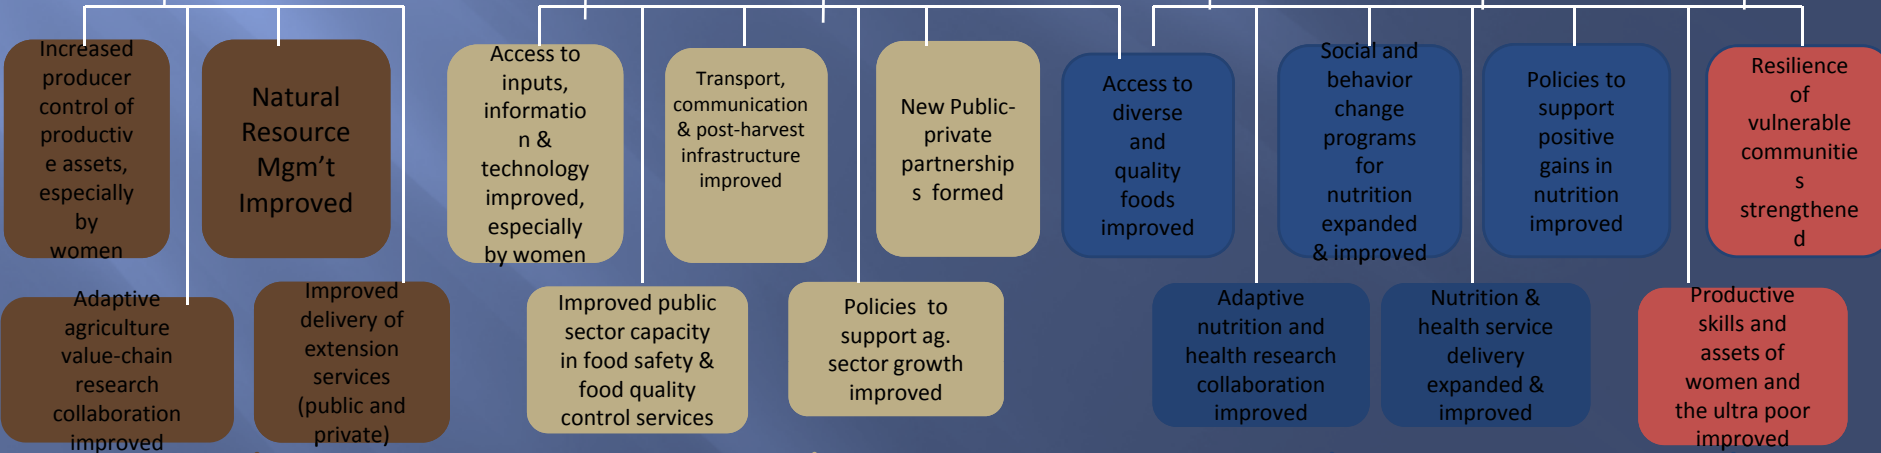 Increased
producer
control of
productiv
e assets,
especially
by
women
Natural
Resource
Mgm’t
Improved
Access to
inputs,
informatio
n &
technology
improved,
especially
by women
Transport,
communication
& post-harvest
infrastructure
improved
New Public-
private
partnership
s formed
Access to
diverse
and
quality
foods
improved
Social and
behavior
change
programs
for
nutrition
expanded
& improved
Policies to
support
positive
gains in
nutrition
improved
Resilience
of
vulnerable
communitie
s
strengthene
d
Adaptive
agriculture
value-chain
research
collaboration
improved
Improved
delivery of
extension
services
(public and
private)
Improved public
sector capacity
in food safety &
food quality
control services
Policies to
support ag.
sector growth
improved
Adaptive
nutrition and
health research
collaboration
improved
Nutrition &
health service
delivery
expanded &
improved
Productive
skills and
assets of
women and
the ultra poor
improved